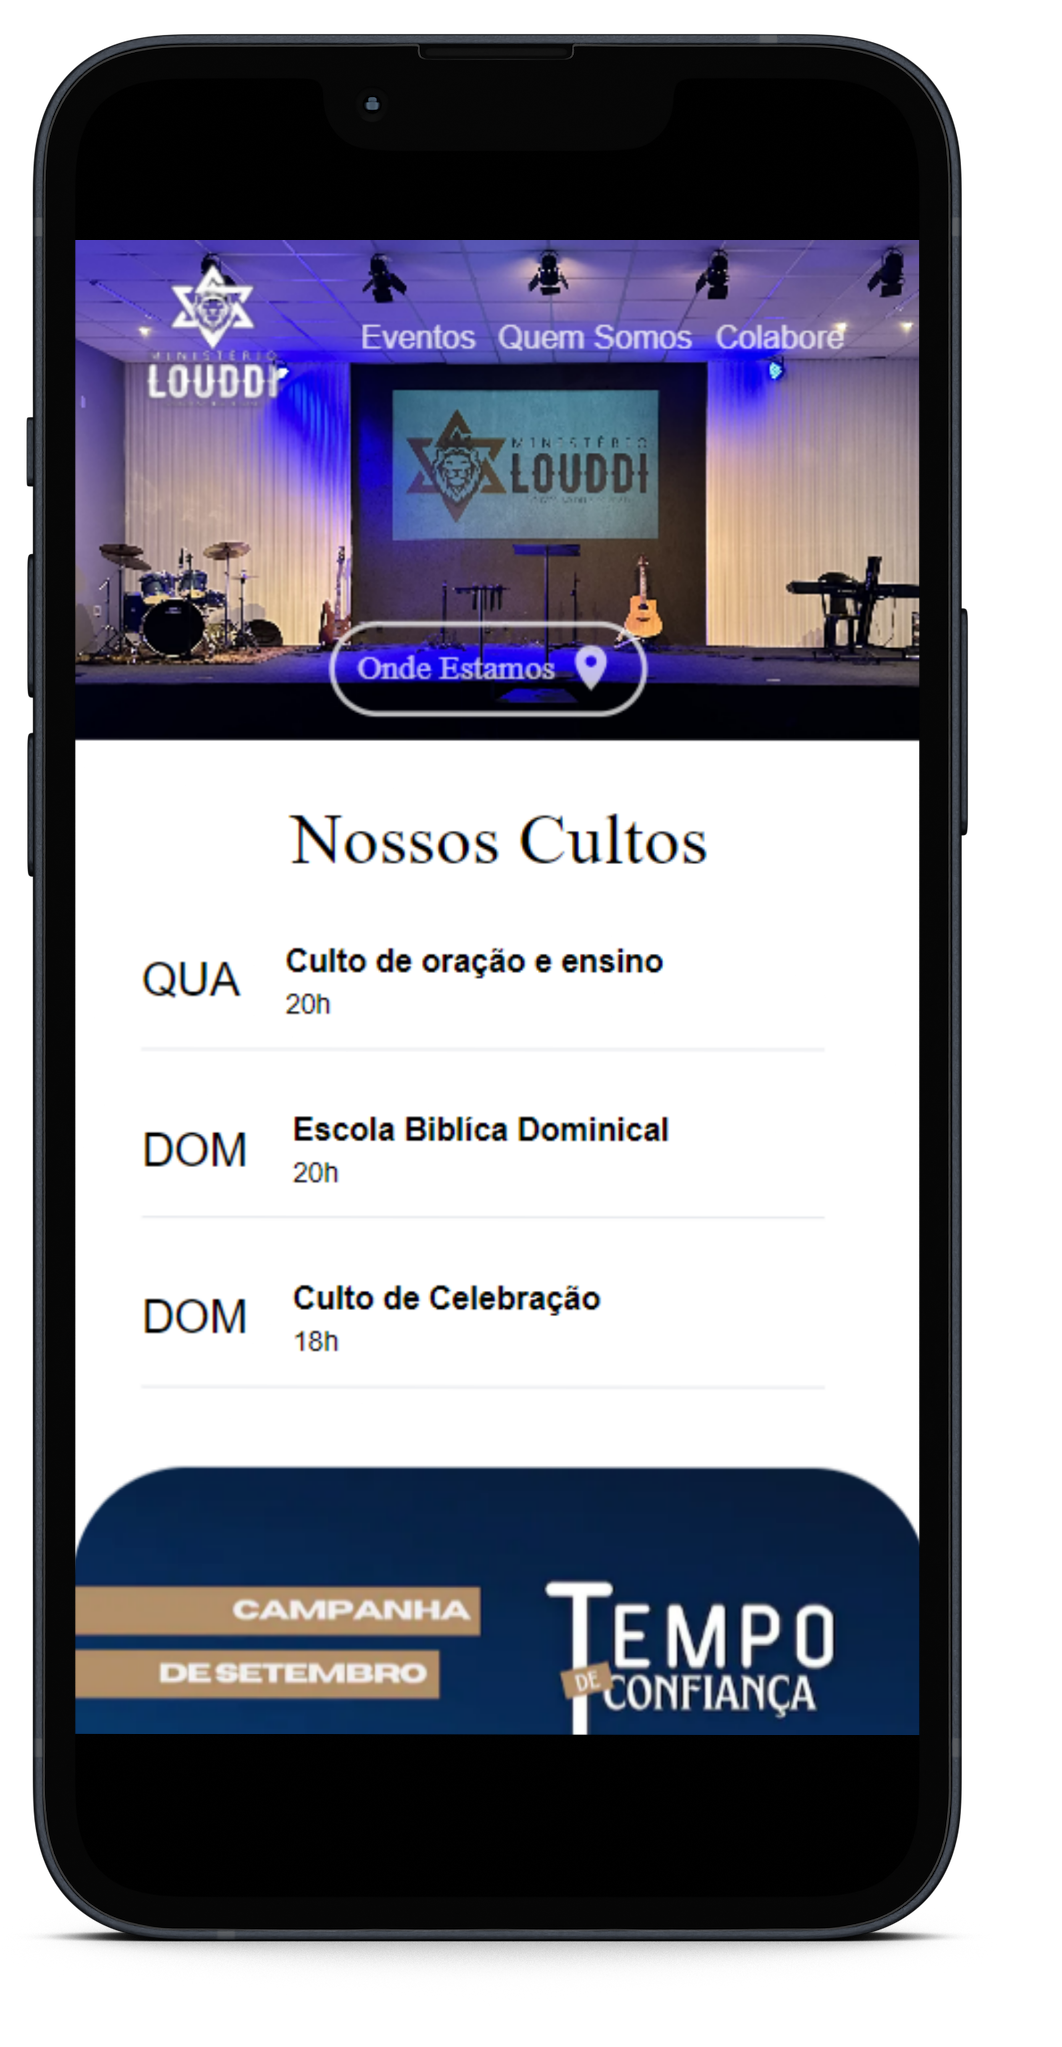 MINISTÉRIO
LOUDDI
Eventos Quem Somos Colabore
MINISTÉRIO
LOUDDI
Onde Estamos
Nossos Cultos
QUA
Culto de oração e ensino
20h
DOM
Escola Biblíca Dominical
20h
DOM
Culto de Celebração
18h
CAMPANHA
DE SETEMBRO
TEMPO
DE
CONFIANÇA